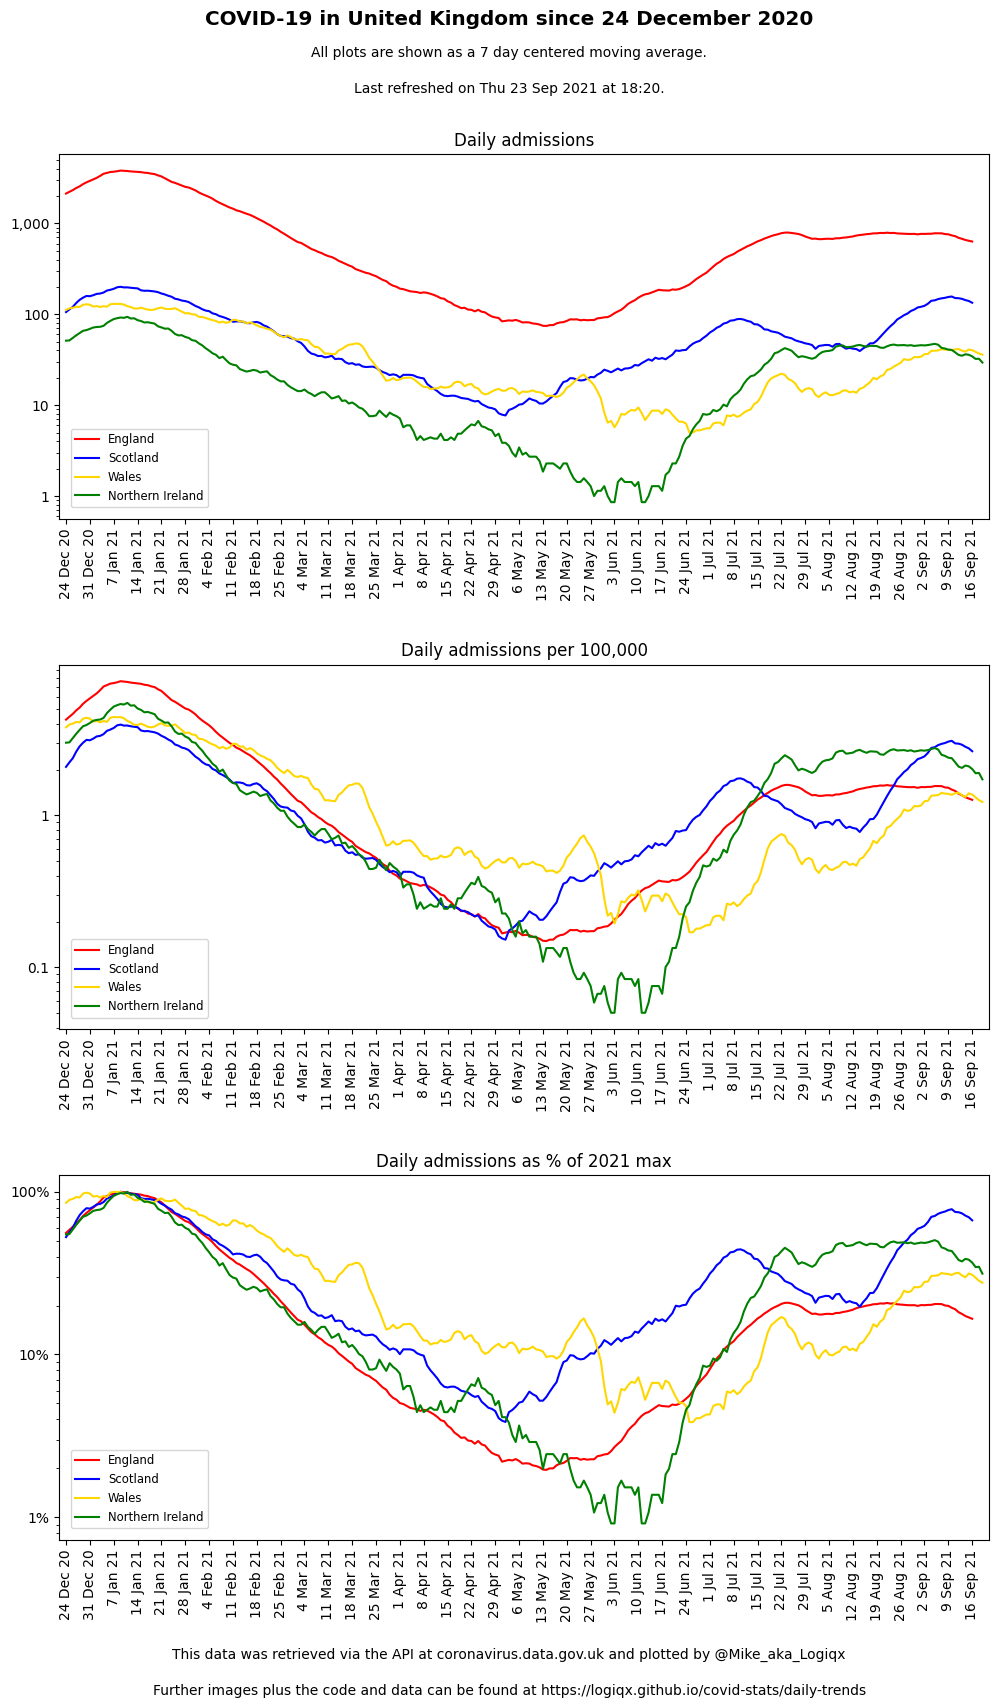 COVID-19 in United Kingdom since 24 December 2020
All plots are shown as a 7 day centered moving average.
Last refreshed on Thu 23 Sep 2021 at 18:20.
Daily admissions
1,000
100
10
1
England
Scotland
Wales
Northern Ireland
24 Dec 20
31 Dec 20
7 Jan 21
14 Jan 21
21 Jan 21
28 Jan 21
4 Feb 21
11 Feb 21
18 Feb 21
25 Feb 21
4 Mar 21
11 Mar 21
18 Mar 21
25 Mar 21
1 Apr 21
8 Apr 21
15 Apr 21
22 Apr 21
29 Apr 21
6 May 21
13 May 21
20 May 21
27 May 21
3 Jun 21
10 Jun 21
17 Jun 21
24 Jun 21
1 Jul 21
8 Jul 21
15 Jul 21
22 Jul 21
29 Jul 21
5 Aug 21
12 Aug 21
19 Aug 21
26 Aug 21
2 Sep 21
9 Sep 21
16 Sep 21
Daily admissions per 100,000
1
0.1
England
Scotland
Wales
Northern Ireland
24 Dec 20
31 Dec 20
7 Jan 21
14 Jan 21
21 Jan 21
28 Jan 21
4 Feb 21
11 Feb 21
18 Feb 21
25 Feb 21
4 Mar 21
11 Mar 21
18 Mar 21
25 Mar 21
1 Apr 21
8 Apr 21
15 Apr 21
22 Apr 21
29 Apr 21
6 May 21
13 May 21
20 May 21
27 May 21
3 Jun 21
10 Jun 21
17 Jun 21
24 Jun 21
1 Jul 21
8 Jul 21
15 Jul 21
22 Jul 21
29 Jul 21
5 Aug 21
12 Aug 21
19 Aug 21
26 Aug 21
2 Sep 21
9 Sep 21
16 Sep 21
Daily admissions as % of 2021 max
100%
10%
1%
England
Scotland
Wales
Northern Ireland
24 Dec 20
31 Dec 20
7 Jan 21
14 Jan 21
21 Jan 21
28 Jan 21
4 Feb 21
11 Feb 21
18 Feb 21
25 Feb 21
4 Mar 21
11 Mar 21
18 Mar 21
25 Mar 21
1 Apr 21
8 Apr 21
15 Apr 21
22 Apr 21
29 Apr 21
6 May 21
13 May 21
20 May 21
27 May 21
3 Jun 21
10 Jun 21
17 Jun 21
24 Jun 21
1 Jul 21
8 Jul 21
15 Jul 21
22 Jul 21
29 Jul 21
5 Aug 21
12 Aug 21
19 Aug 21
26 Aug 21
2 Sep 21
9 Sep 21
16 Sep 21
This data was retrieved via the API at coronavirus.data.gov.uk and plotted by @Mike_aka_Logiqx
Further images plus the code and data can be found at https://logiqx.github.io/covid-stats/daily-trends